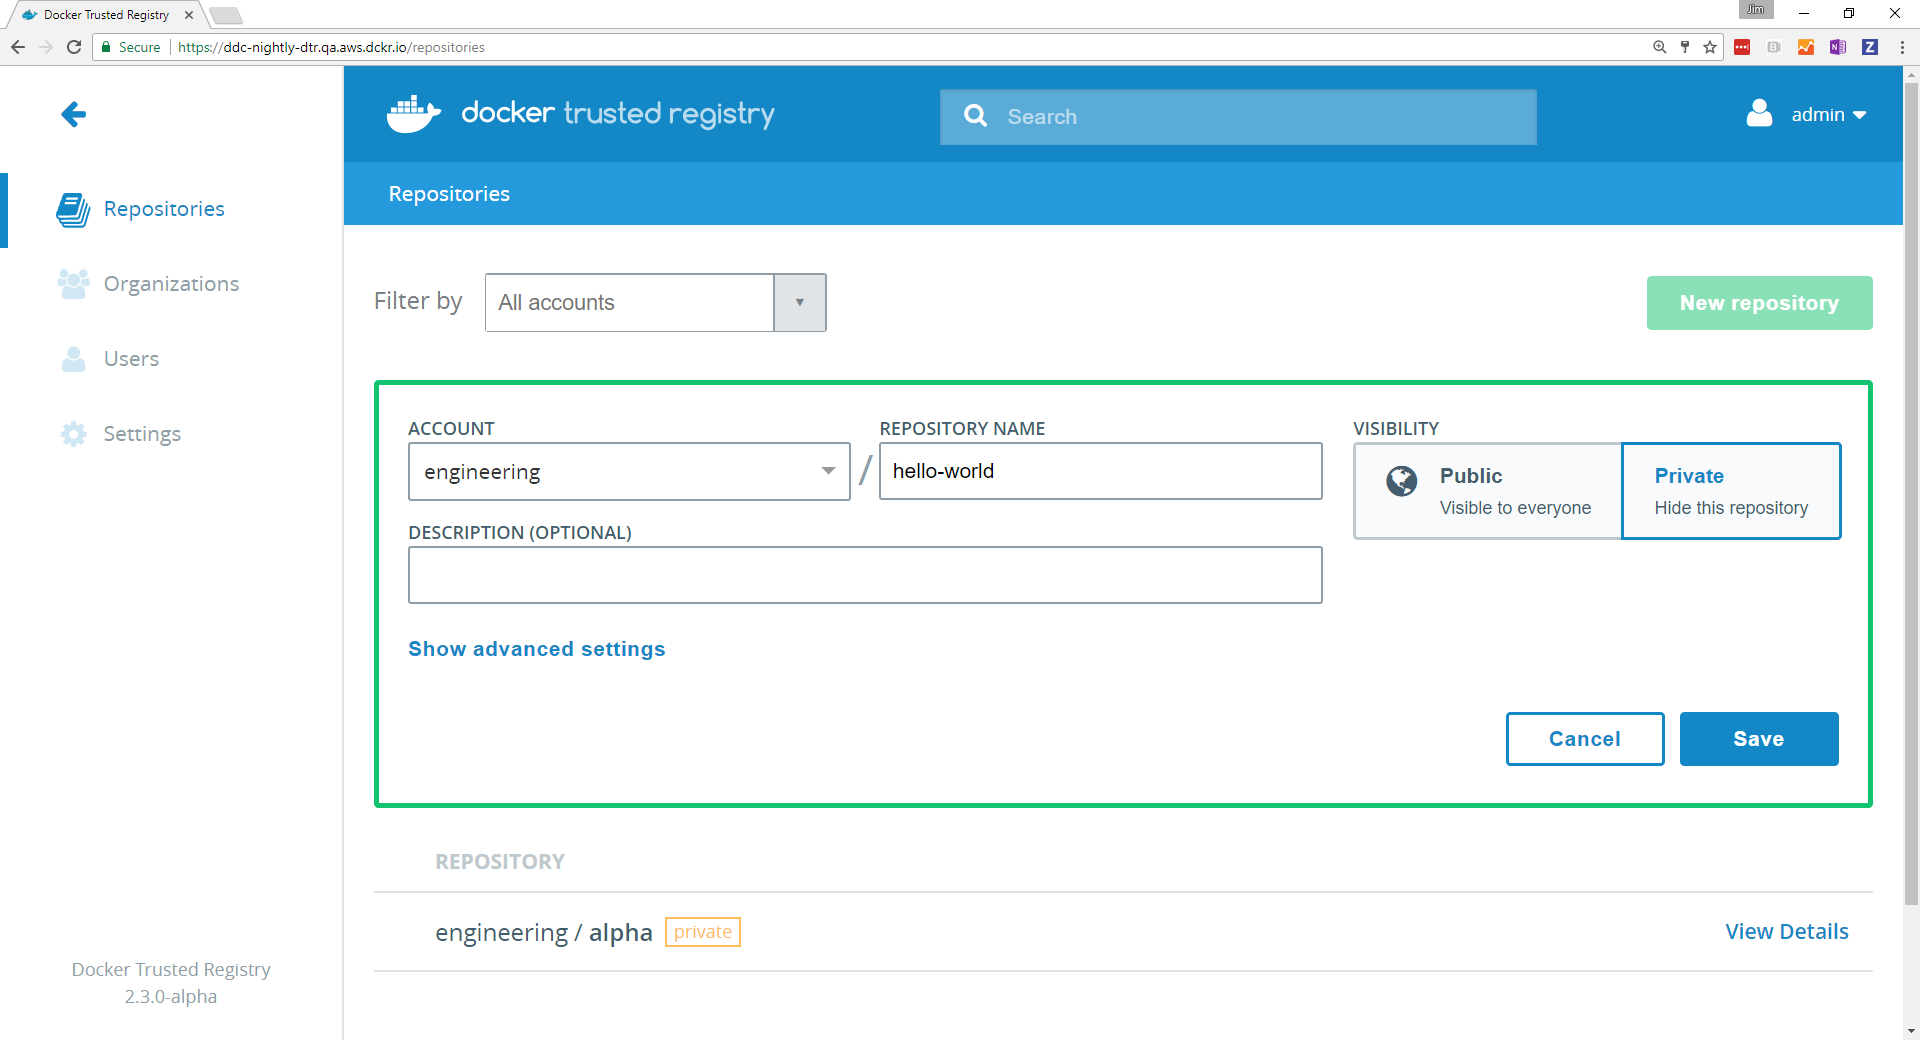 Docker Trusted Registry
Jim
Secure
https://ddc-nightly-dtr.qa.aws.dckr.io/repositories
docker trusted registry
Search
admin
Repositories
Repositories
Organizations
Users
Settings
Filter by
All accounts
New repository
ACCOUNT
REPOSITORY NAME
VISIBILITY
engineering
/
hello-world
Public
Visible to everyone
Private
Hide this repository
DESCRIPTION (OPTIONAL)
Show advanced settings
Cancel
Save
REPOSITORY
engineering / alpha
private
View Details
Docker Trusted Registry
2.3.0-alpha